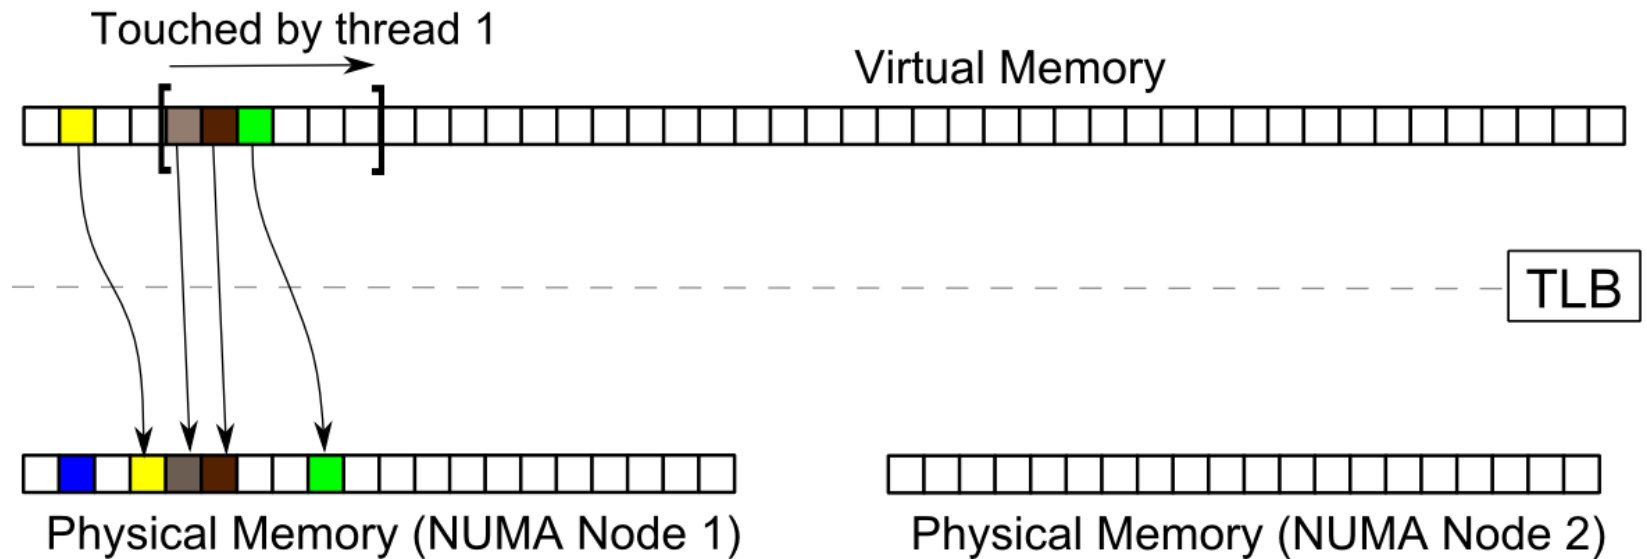 Touched by thread 1
Virtual Memory
TLB
Physical Memory (NUMA Node 1)
Physical Memory (NUMA Node 2)